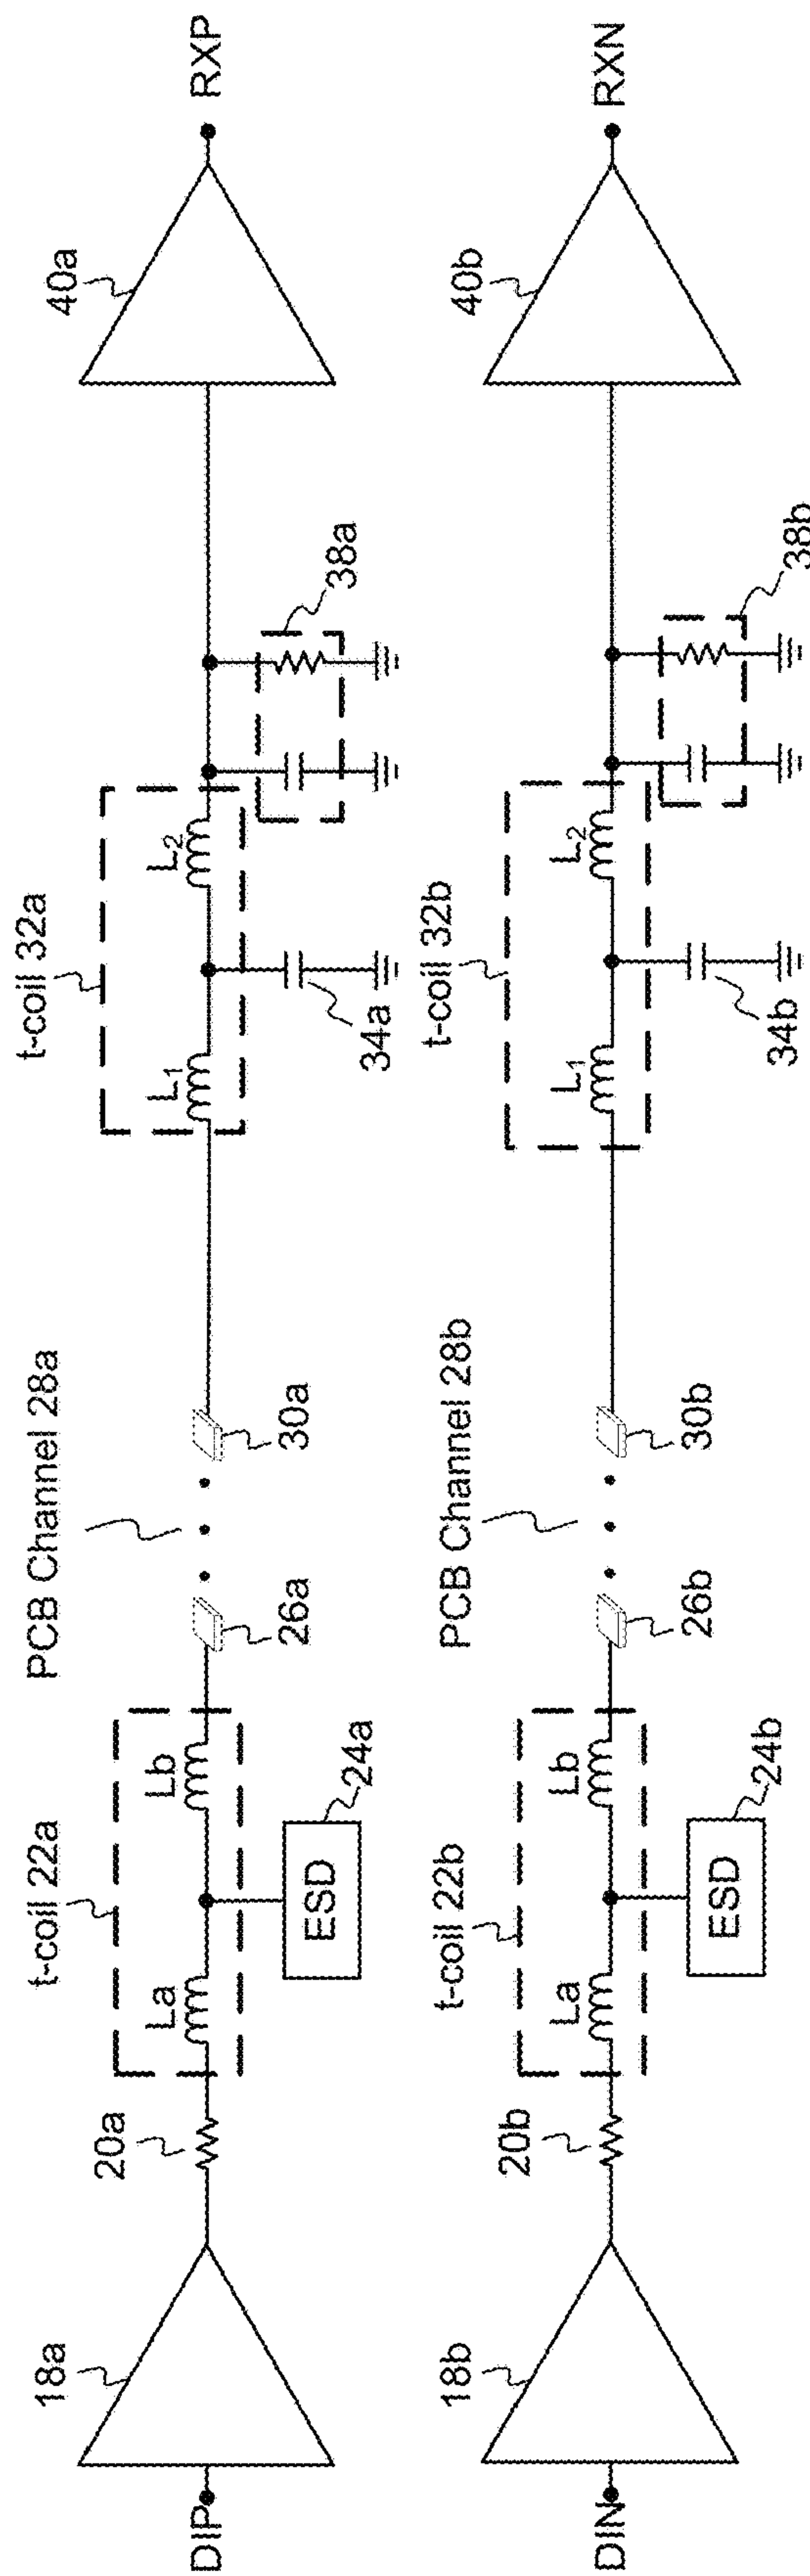 DIP
18a
20a
t-coil 22a
La
Lb
ESD
24a
26a
PCB Channel 28a
30a
t-coil 32a
L1
L2
34a
38a
40a
RXP
DIN
18b
20b
t-coil 22b
La
Lb
ESD
24b
26b
PCB Channel 28b
30b
t-coil 32b
L1
L2
34b
38b
40b
RXN